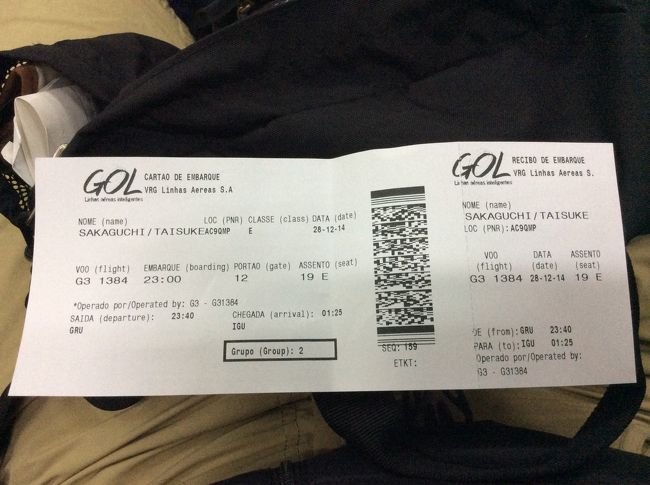 GOL
Linhas aéreas inteligentes
CARTAO DE EMBARQUE
VRG Linhas Aereas S.A
NOME (name) LOC (PNR) CLASSE (class) DATA (date)
SAKAGUCHI/TAISUKE AC9QMP E 28-12-14
VOO (flight) EMBARQUE (boarding) PORTAO (gate) ASSENTO (seat)
G3 1384 23:00 12 19 E
*Operado por/Operated by: G3 - G31384
SAIDA (departure): 23:40 CHEGADA (arrival): 01:25
GRU IGU
Grupo (Group): 2
SEQ: 159
ETKT:
GOL
Linhas aéreas inteligentes
RECIBO DE EMBARQUE
VRG Linhas Aereas S.
NOME (name)
SAKAGUCHI/TAISUKE
LOC (PNR): AC9QMP
VOO DATA ASSENTO
(flight) (date) (seat)
G3 1384 28-12-14 19 E
DE (from): GRU 23:40
PARA (to): IGU 01:25
Operado por/Operated by:
G3 - G31384